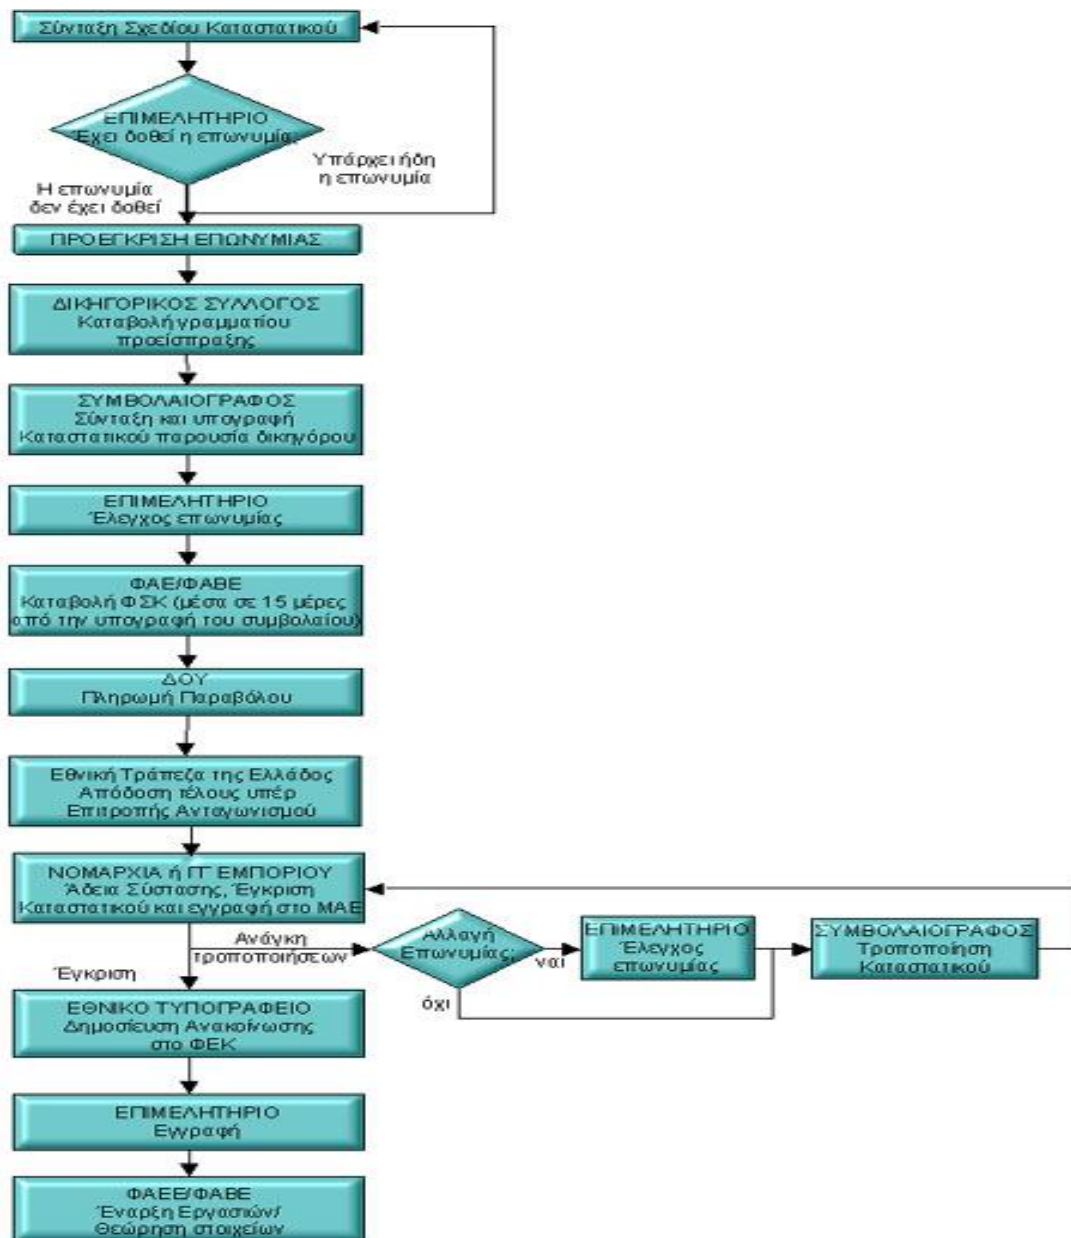 Σύνταξη Σχεδίου Καταστατικού
ΕΠΙΜΕΛΗΤΗΡΙΟ
Έχει δοθεί η επωνυμία;
Υπάρχει ήδη
η επωνυμία
Η επωνυμία
δεν έχει δοθεί
ΠΡΟΕΓΚΡΙΣΗ ΕΠΩΝΥΜΙΑΣ
ΔΙΚΗΓΟΡΙΚΟΣ ΣΥΛΛΟΓΟΣ
Καταβολή γραμματίου
προείσπραξης
ΣΥΜΒΟΛΑΙΟΓΡΑΦΟΣ
Σύνταξη και υπογραφή
Καταστατικού παρουσία δικηγόρου
ΕΠΙΜΕΛΗΤΗΡΙΟ
Έλεγχος επωνυμίας
ΦΑΕ/ΦΑΒΕ
Καταβολή ΦΣΚ (μέσα σε 15 μέρες
από την υπογραφή του συμβολαίου)
ΔΟΥ
Πληρωμή Παραβόλου
Εθνική Τράπεζα της Ελλάδος
Απόδοση τέλους υπέρ
Επιτροπής Ανταγωνισμού
ΝΟΜΑΡΧΙΑ ή ΓΓ ΕΜΠΟΡΙΟΥ
Άδεια Σύστασης, Έγκριση
Καταστατικού και εγγραφή στο ΜΑΕ
Ανάγκη
τροποποιήσεων
Αλλαγή
Επωνυμίας;
ναι
όχι
ΕΠΙΜΕΛΗΤΗΡΙΟ
Έλεγχος
επωνυμίας
ΣΥΜΒΟΛΑΙΟΓΡΑΦΟΣ
Τροποποίηση
Καταστατικού
Έγκριση
ΕΘΝΙΚΟ ΤΥΠΟΓΡΑΦΕΙΟ
Δημοσίευση Ανακοίνωσης
στο ΦΕΚ
ΕΠΙΜΕΛΗΤΗΡΙΟ
Εγγραφή
ΦΑΕΕ/ΦΑΒΕ
Έναρξη Εργασιών/
Θεώρηση στοιχείων